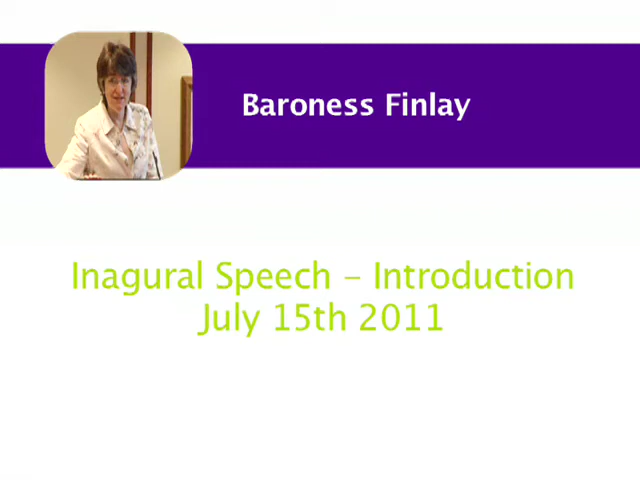 Baroness Finlay
Inagural Speech - Introduction
July 15th 2011